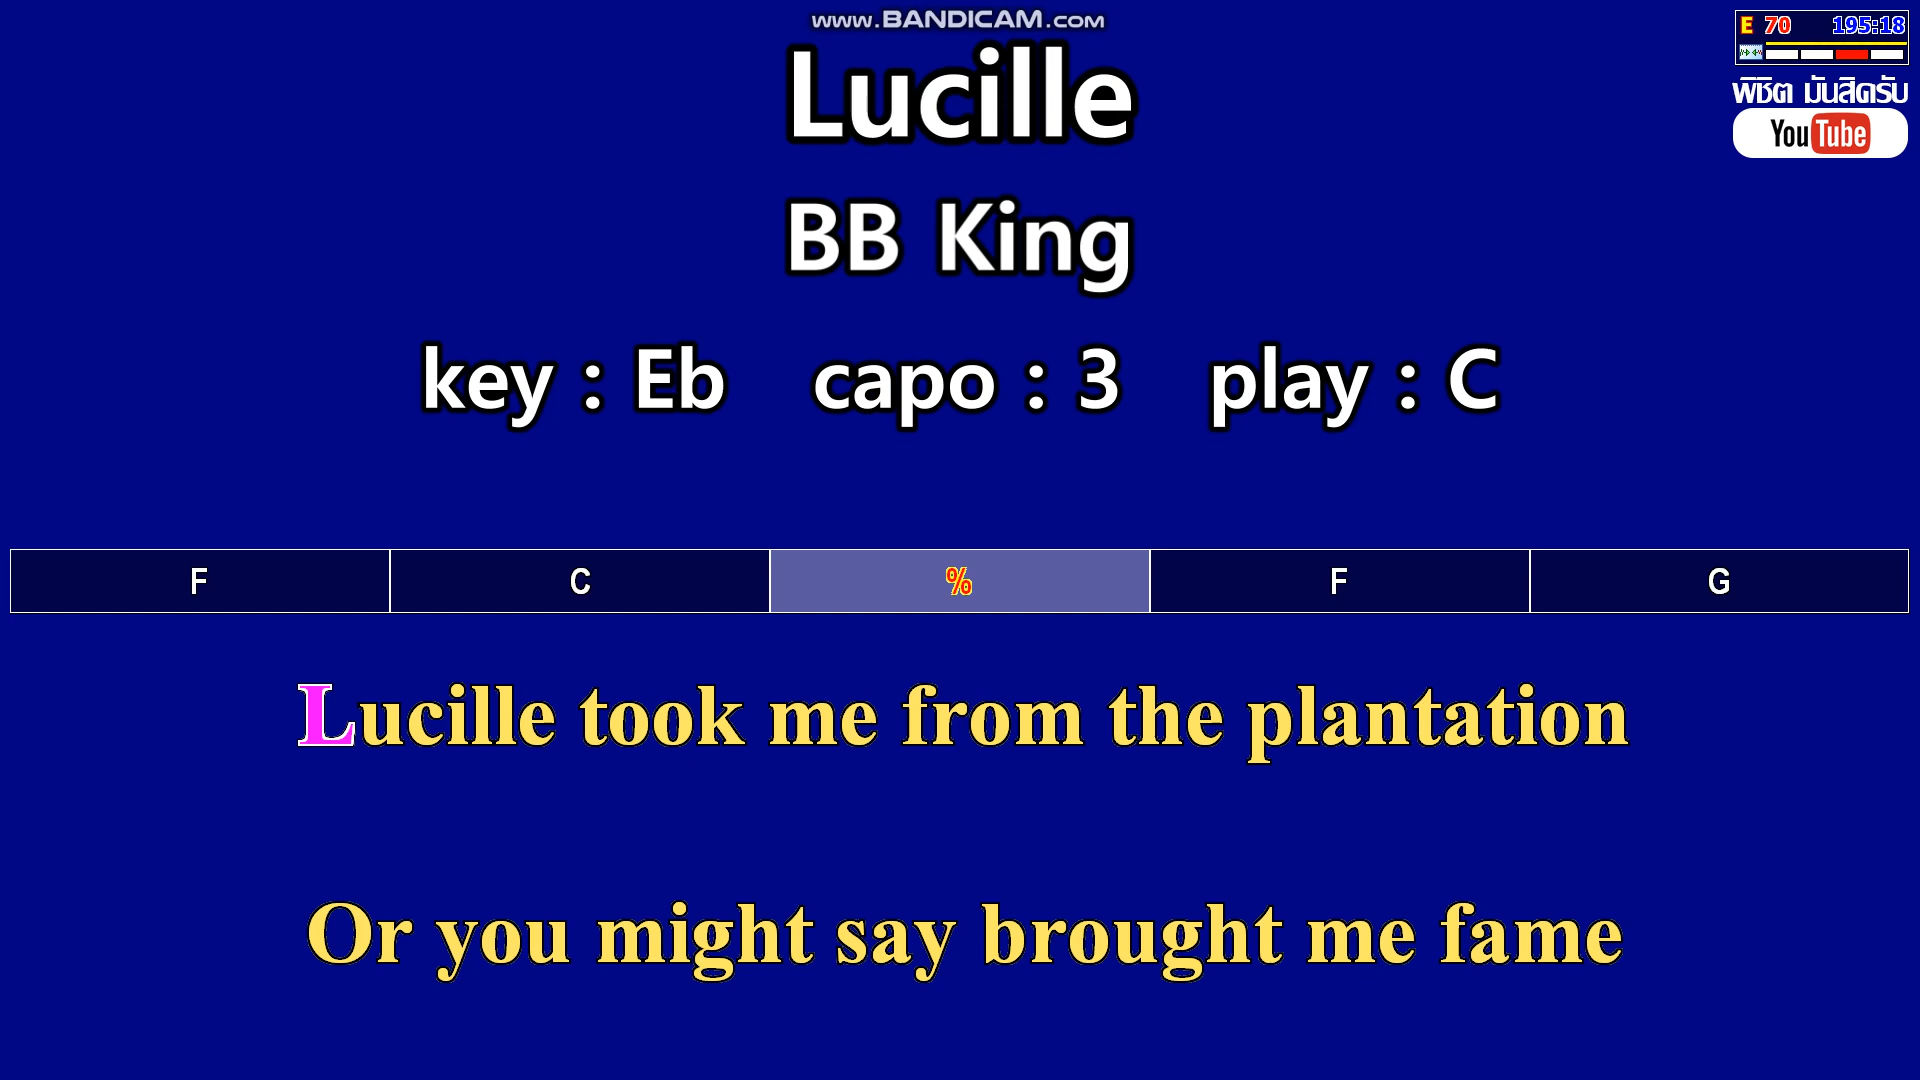 www.BANDICAM.com
E 70 195:18
Lucille
พิชิต มันสิดรับ
YouTube
BB King
key : Eb capo : 3 play : C
F C % F G
Lucille took me from the plantation
Or you might say brought me fame